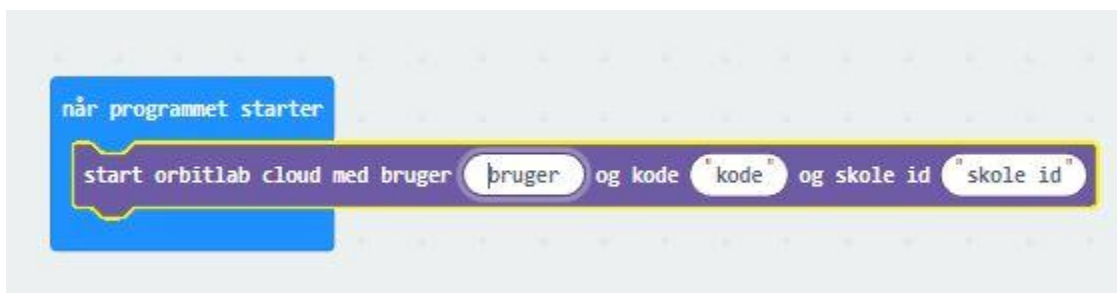 når programmet starter
start orbitlab cloud med bruger bruger og kode "kode" og skole id "skole id"